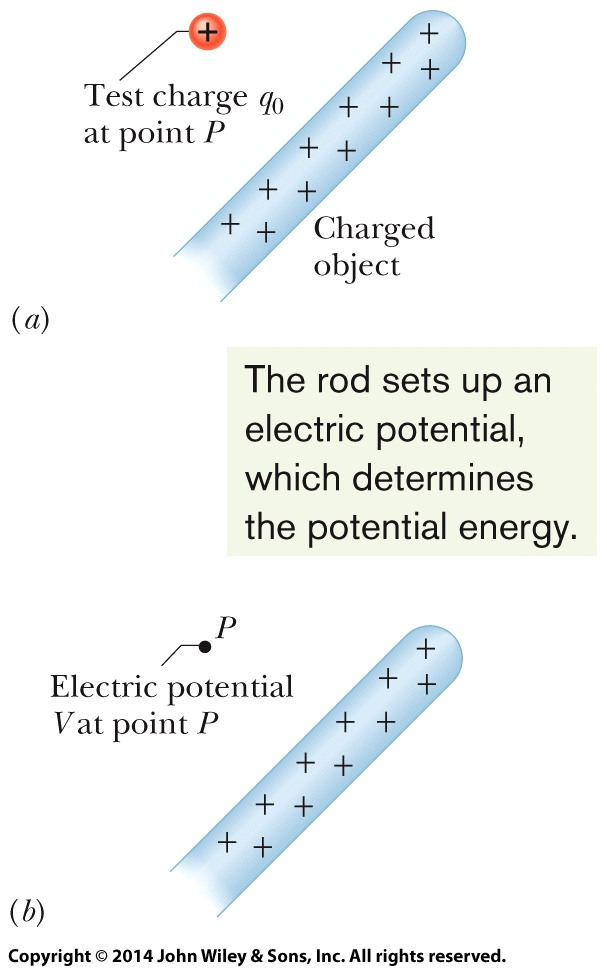 +
Test charge q0
at point P
+
+
+
+
+
+
+
+
+
+
+
+
Charged
object
(a)
The rod sets up an
electric potential,
which determines
the potential energy.
P
Electric potential
V at point P
+
+
+
+
+
+
+
+
+
+
+
(b)
Copyright © 2014 John Wiley & Sons, Inc. All rights reserved.